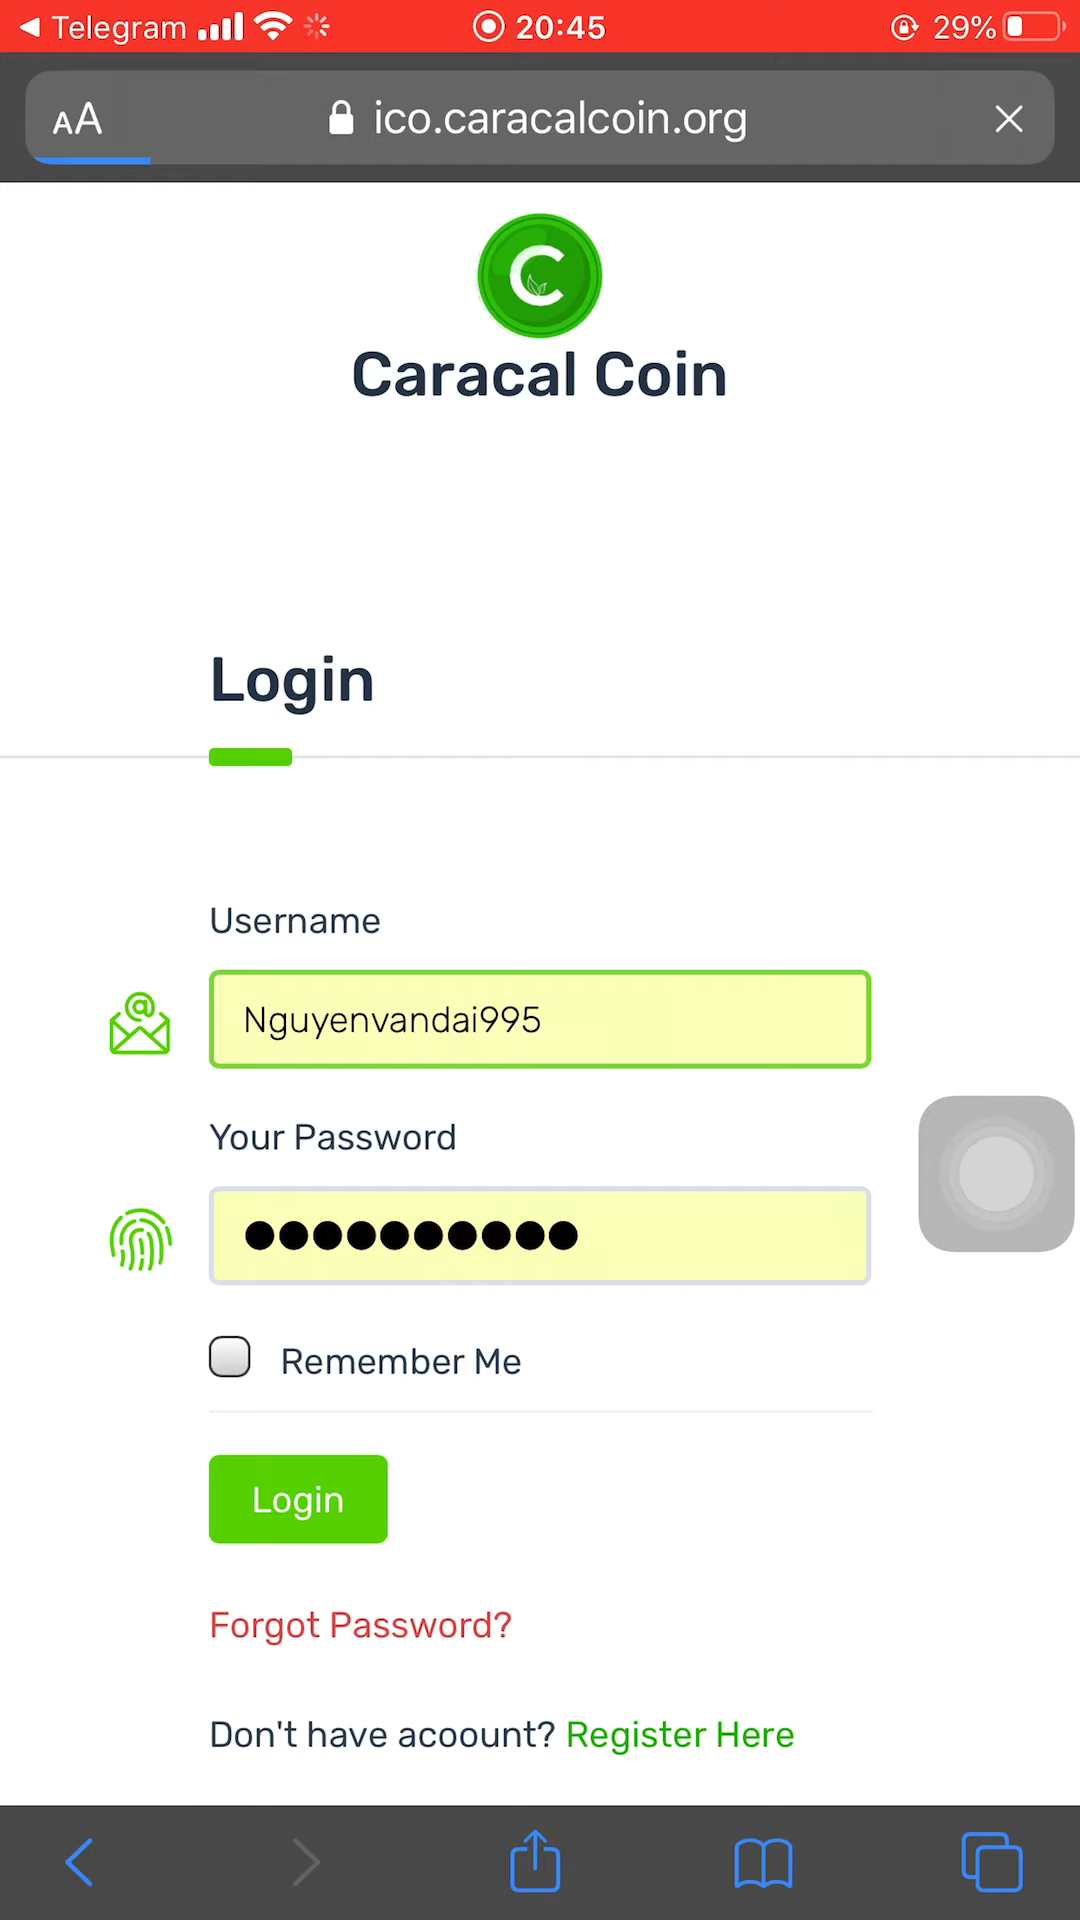 Telegram 20:45 29%
AA ico.caracalcoin.org
C
Caracal Coin
Login
Username
Nguyenvandai995
Your Password
Remember Me
Login
Forgot Password?
Don't have acoount? Register Here